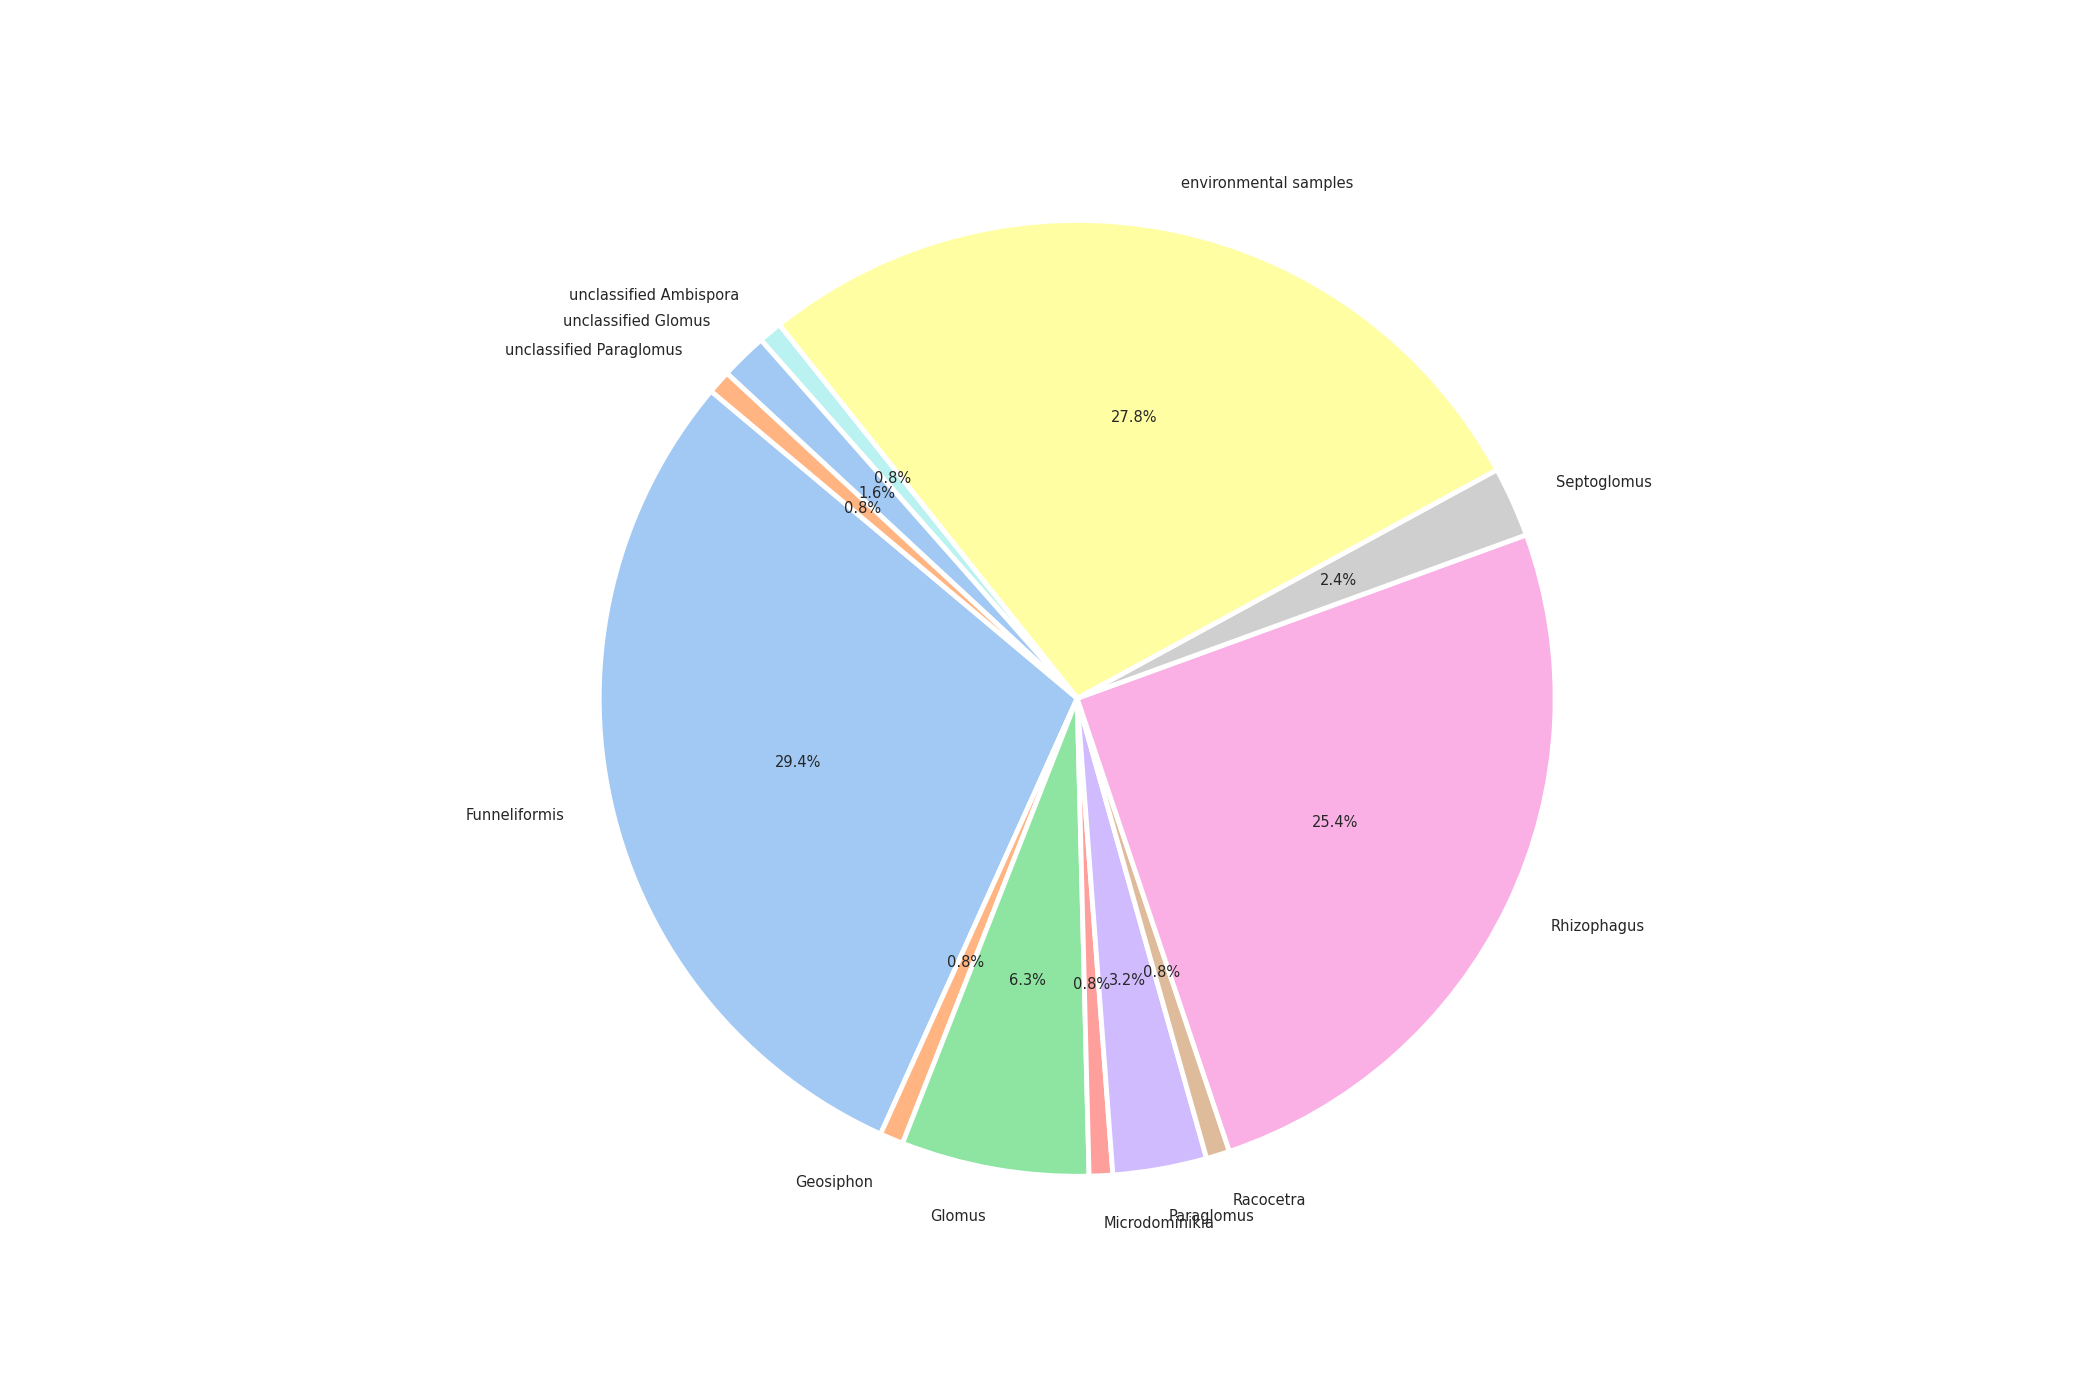 environmental samples
unclassified Ambispora
unclassified Glomus
unclassified Paraglomus
27.8%
Septoglomus
0.8%
1.6%
0.8%
2.4%
29.4%
Funneliformis
25.4%
Rhizophagus
0.8%
6.3%
0.8%
3.2%
0.8%
Geosiphon
Glomus
Microdominikia
Paraglomus
Racocetra